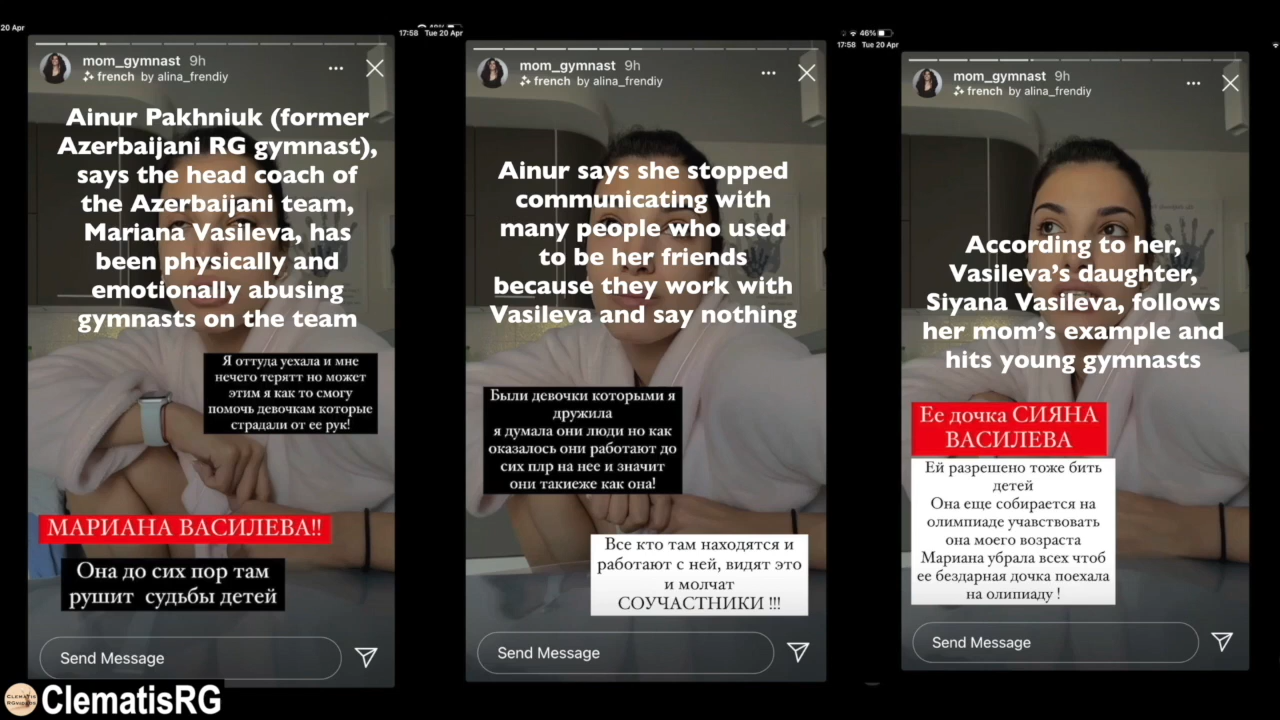 20 Apr
mom_gymnast 9h
french by alina_frendiy
Ainur Pakhniuk (former
Azerbaijani RG gymnast),
says the head coach of
the Azerbaijani team,
Mariana Vasileva, has
been physically and
emotionally abusing
gymnasts on the team
Я оттуда уехала и мне
нечего терятт но может
этим я как то смогу
помочь девочкам которые
страдали от ее рук!
МАРИАНА ВАСИЛЕВА!!
Она до сих пор там
рушит судьбы детей
Send Message
17:58 Tue 20 Apr
mom_gymnast 9h
french by alina_frendiy
Ainur says she stopped
communicating with
many people who used
to be her friends
because they work with
Vasileva and say nothing
Были девочки которыми я
дружила
я думала они люди но как
оказалось они работают до
сих плр на нее и значит
они такиеже как она!
Все кто там находятся и
работают с ней, видят это
и молчат
СОУЧАСТНИКИ !!!
Send Message
46%
17:58 Tue 20 Apr
mom_gymnast 9h
french by alina_frendiy
According to her,
Vasileva's daughter,
Siyana Vasileva, follows
her mom's example and
hits young gymnasts
Ее дочка СИЯНА
ВАСИЛЕВА
Ей разрешено тоже бить
детей
Она еще собирается на
олимпиаде учавствовать
она моего возраста
Мариана убрала всех чтоб
ее бездарная дочка поехала
на олипиаду !
Send Message
ClematisRG